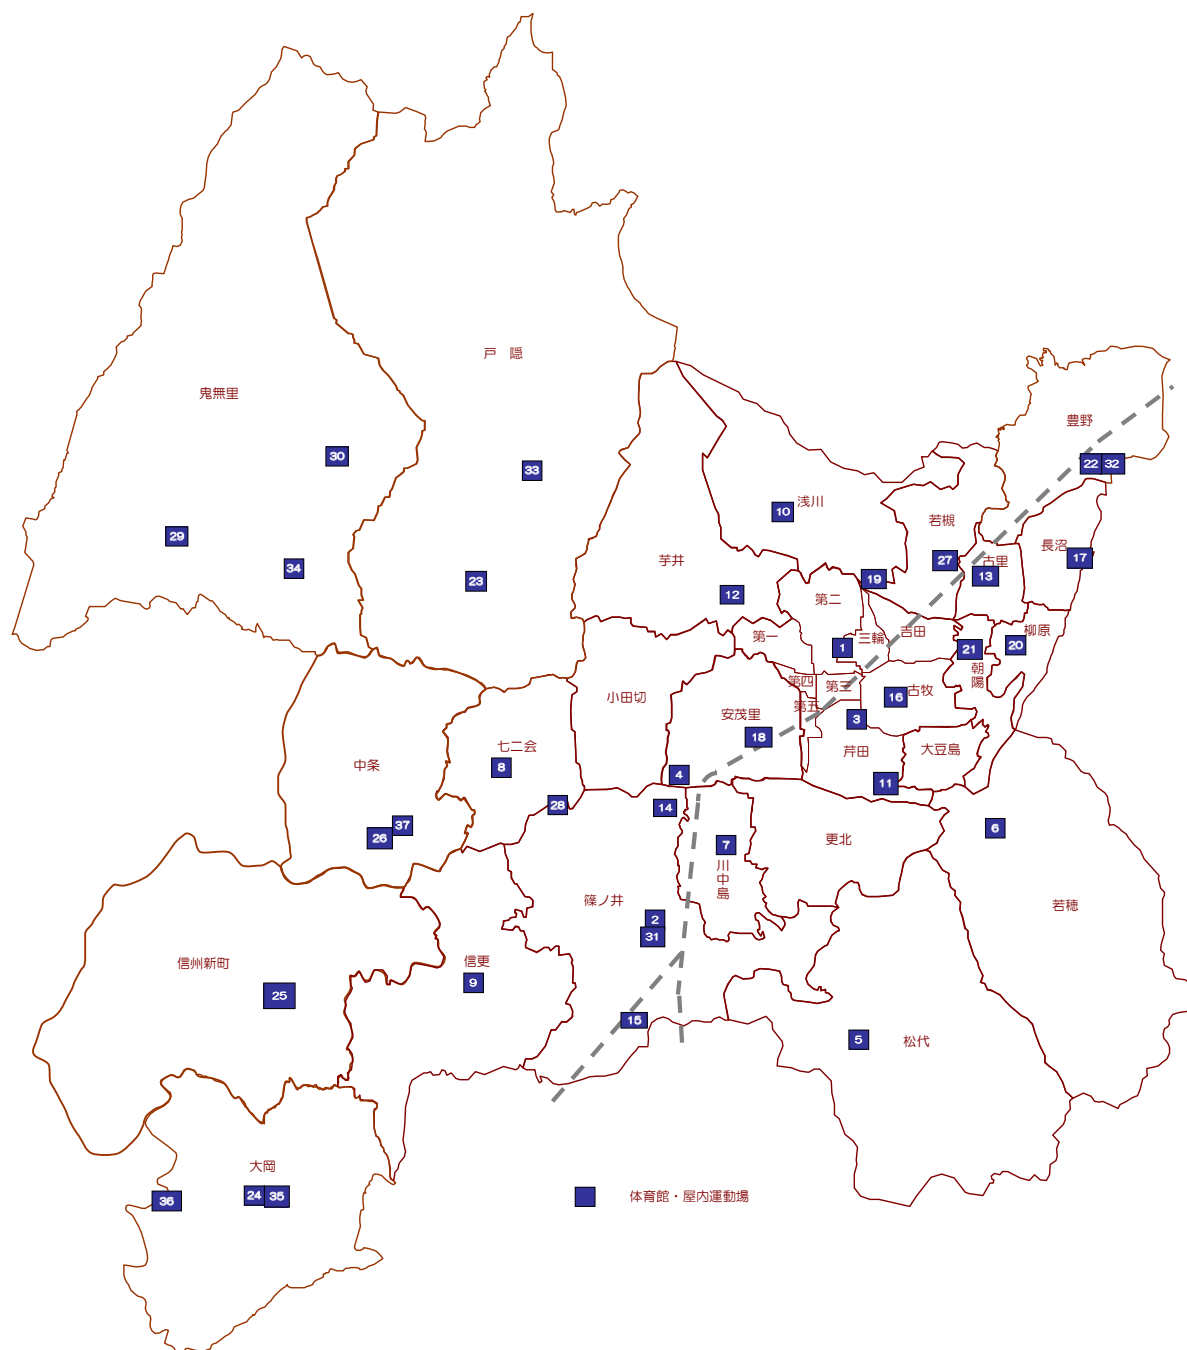 戸 隠
鬼無里
豊野
30
33
22
32
10
浅川
若槻
29
34
23
芋井
12
19
27
古里
13
長沼
17
第二
第一
1
三輪
吉田
21
柳原
20
朝陽
小田切
第四
第三
第五
安茂里
18
3
16
古牧
七二会
8
中条
4
芹田
11
大豆島
28
14
26
37
7
川中島
更北
6
若穂
篠ノ井
2
31
信州新町
25
信更
9
15
5
松代
大岡
36
24
35
体育館・屋内運動場